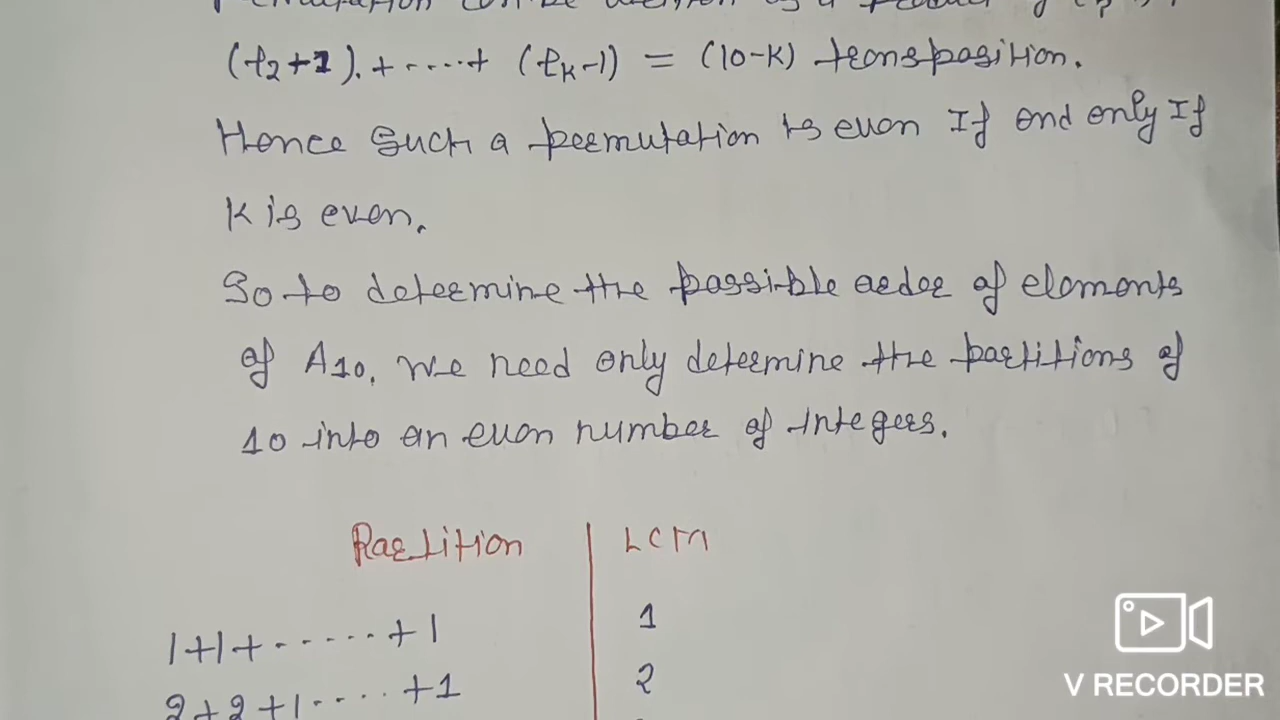 (t₂+1).+.....+ (tₖ-1) = (10-K) transposition.
Hence such a permutation is even If and only If
K is even.
So to determine the possible order of elements
of A₁₀, we need only determine the partitions of
10 into an even number of integers.
Partition LCM
1+1+......+1 1
2+2+1....+1 2
V RECORDER